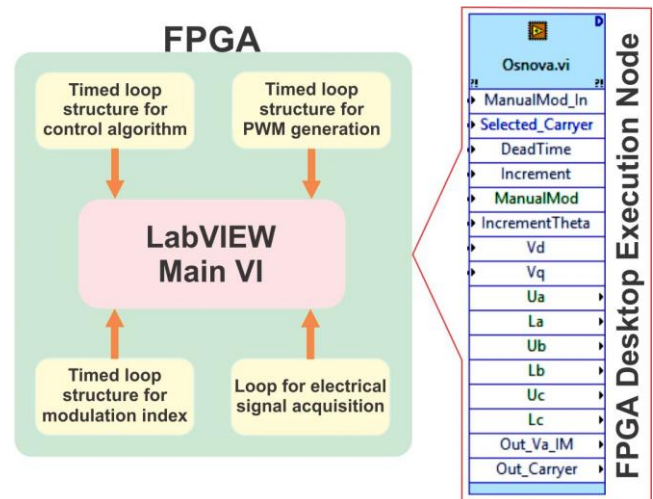 FPGA
Timed loop
structure for
control algorithm
Timed loop
structure for
PWM generation
LabVIEW
Main VI
Timed loop
structure for
modulation index
Loop for electrical
signal acquisition
D
Osnova.vi
?!
?!
ManualMod_In
Selected_Carryer
DeadTime
Increment
ManualMod
IncrementTheta
Vd
Vq
Ua
La
Ub
Lb
Uc
Lc
Out_Va_IM
Out_Carryer
FPGA Desktop Execution Node